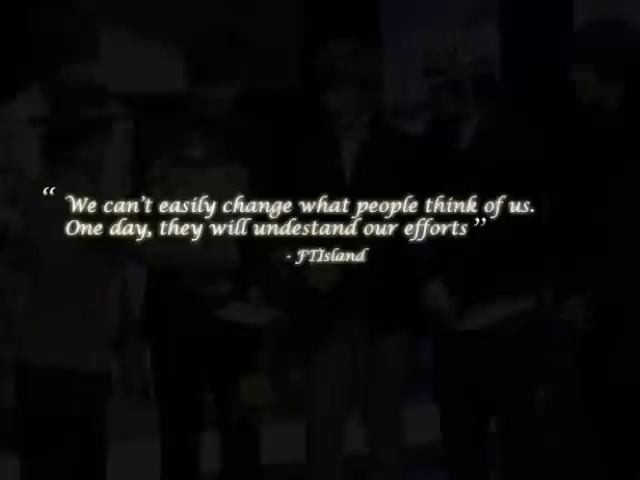 “ We can't easily change what people think of us.
One day, they will undestand our efforts ”
- FTIsland